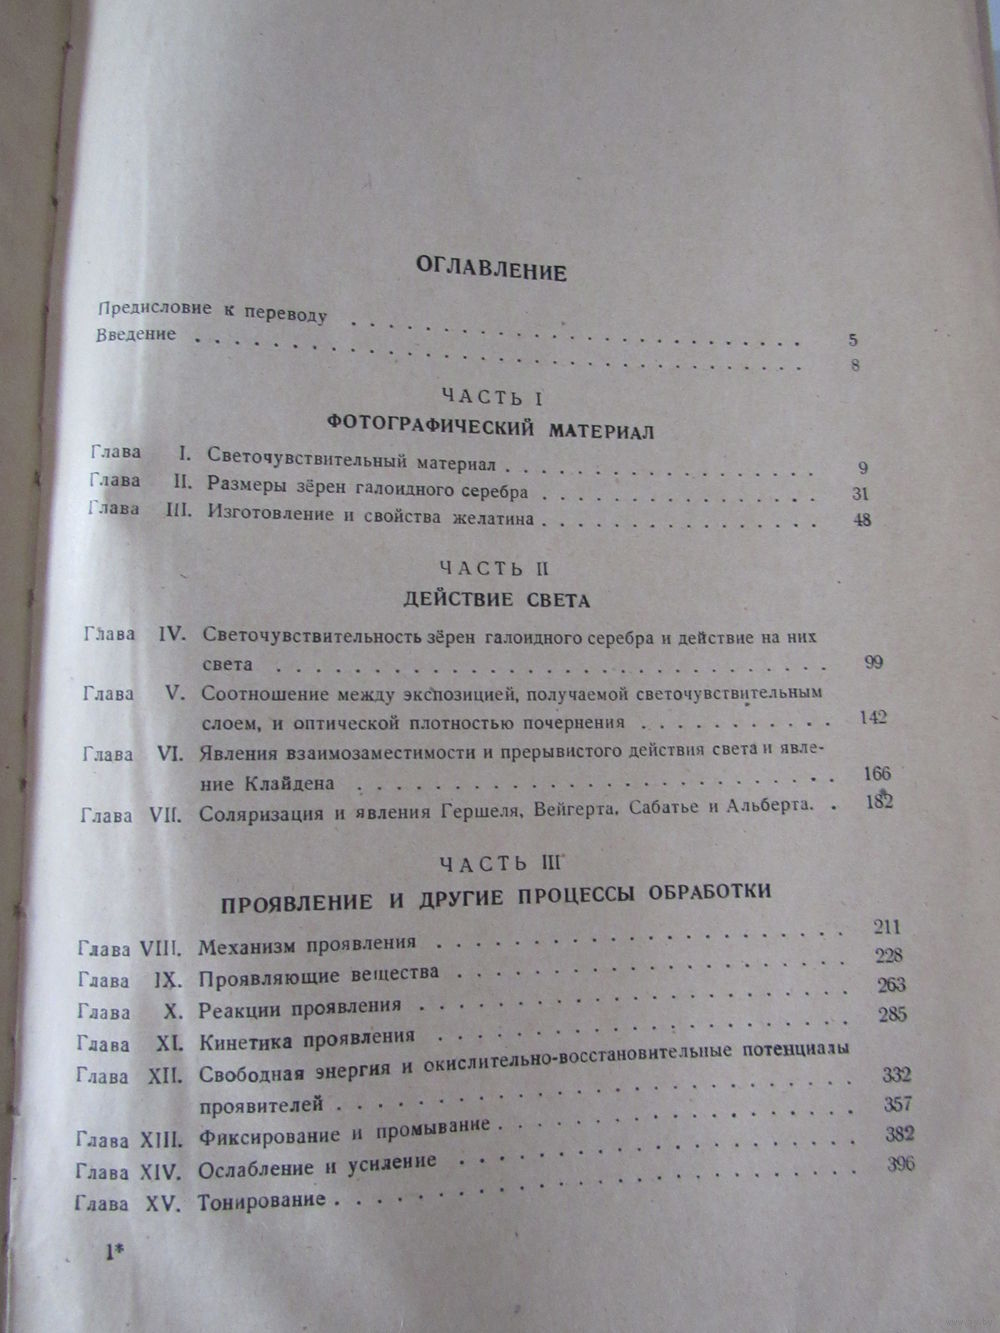 ОГЛАВЛЕНИЕ
Предисловие к переводу . . . . . . . . . . . . . . . . . . . . . . . . . 5
Введение . . . . . . . . . . . . . . . . . . . . . . . . . . . . . . . . 8
ЧАСТЬ I
ФОТОГРАФИЧЕСКИЙ МАТЕРИАЛ
Глава I. Светочувствительный материал . . . . . . . . . . . . . . . . . 9
Глава II. Размеры зёрен галоидного серебра . . . . . . . . . . . . . . . 31
Глава III. Изготовление и свойства желатина . . . . . . . . . . . . . . . 48
ЧАСТЬ II
ДЕЙСТВИЕ СВЕТА
Глава IV. Светочувствительность зёрен галоидного серебра и действие на них
света . . . . . . . . . . . . . . . . . . . . . . . . . . . . . 99
Глава V. Соотношение между экспозицией, получаемой светочувствительным
слоем, и оптической плотностью почернения . . . . . . . . . . . 142
Глава VI. Явления взаимозаместимости и прерывистого действия света и явле-
ние Клайдена . . . . . . . . . . . . . . . . . . . . . . . . . 166
Глава VII. Соляризация и явления Гершеля, Вейгерта, Сабатье и Альберта. . 182
ЧАСТЬ III
ПРОЯВЛЕНИЕ И ДРУГИЕ ПРОЦЕССЫ ОБРАБОТКИ
Глава VIII. Механизм проявления . . . . . . . . . . . . . . . . . . . . . 211
Глава IX. Проявляющие вещества . . . . . . . . . . . . . . . . . . . . 228
Глава X. Реакции проявления . . . . . . . . . . . . . . . . . . . . . . 263
Глава XI. Кинетика проявления . . . . . . . . . . . . . . . . . . . . . 285
Глава XII. Свободная энергия и окислительно-восстановительные потенциалы
проявителей . . . . . . . . . . . . . . . . . . . . . . . . . . 332
Глава XIII. Фиксирование и промывание . . . . . . . . . . . . . . . . . . 357
Глава XIV. Ослабление и усиление . . . . . . . . . . . . . . . . . . . . 382
Глава XV. Тонирование . . . . . . . . . . . . . . . . . . . . . . . . . . 396
1*